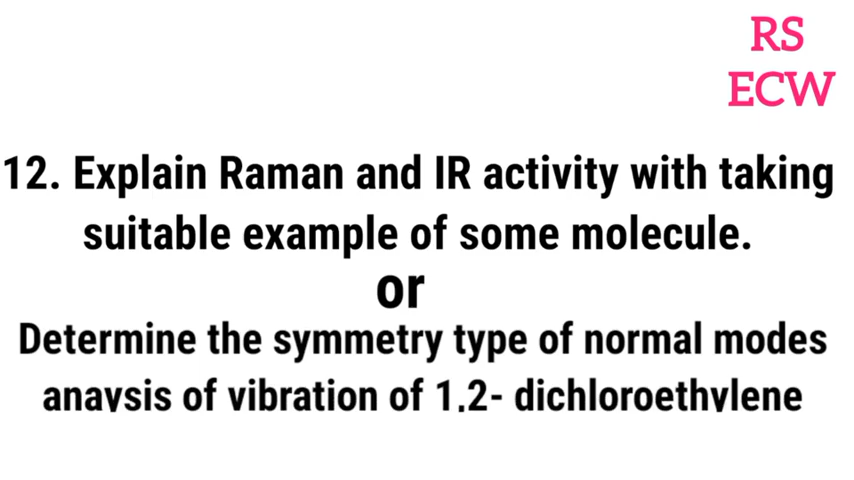 RS
ECW
12. Explain Raman and IR activity with taking
suitable example of some molecule.
or
Determine the symmetry type of normal modes
anaysis of vibration of 1,2- dichloroethylene